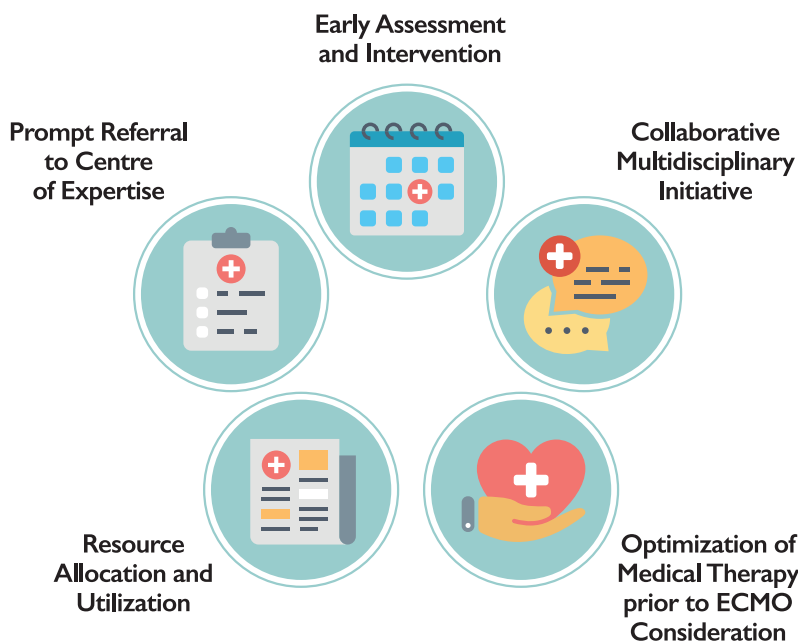 Early Assessment
and Intervention
Prompt Referral
to Centre
of Expertise
Collaborative
Multidisciplinary
Initiative
Resource
Allocation and
Utilization
Optimization of
Medical Therapy
prior to ECMO
Consideration